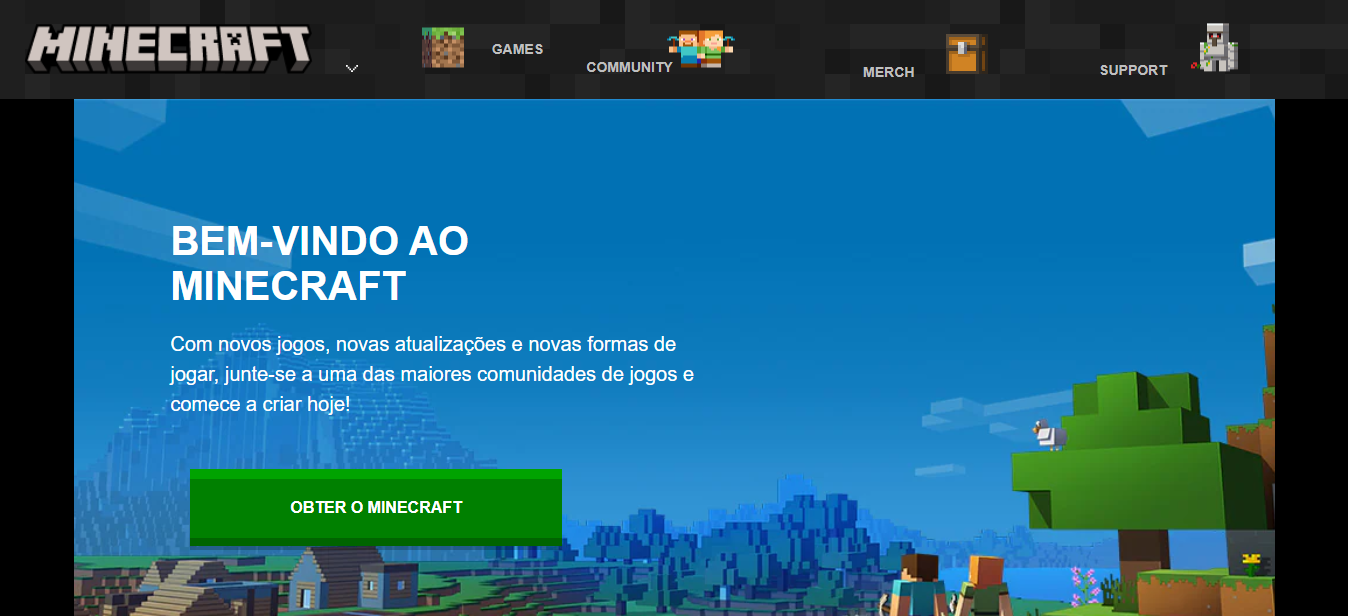 MINECRAFT
GAMES
COMMUNITY
MERCH
SUPPORT
BEM-VINDO AO
MINECRAFT
Com novos jogos, novas atualizações e novas formas de
jogar, junte-se a uma das maiores comunidades de jogos e
comece a criar hoje!
OBTER O MINECRAFT